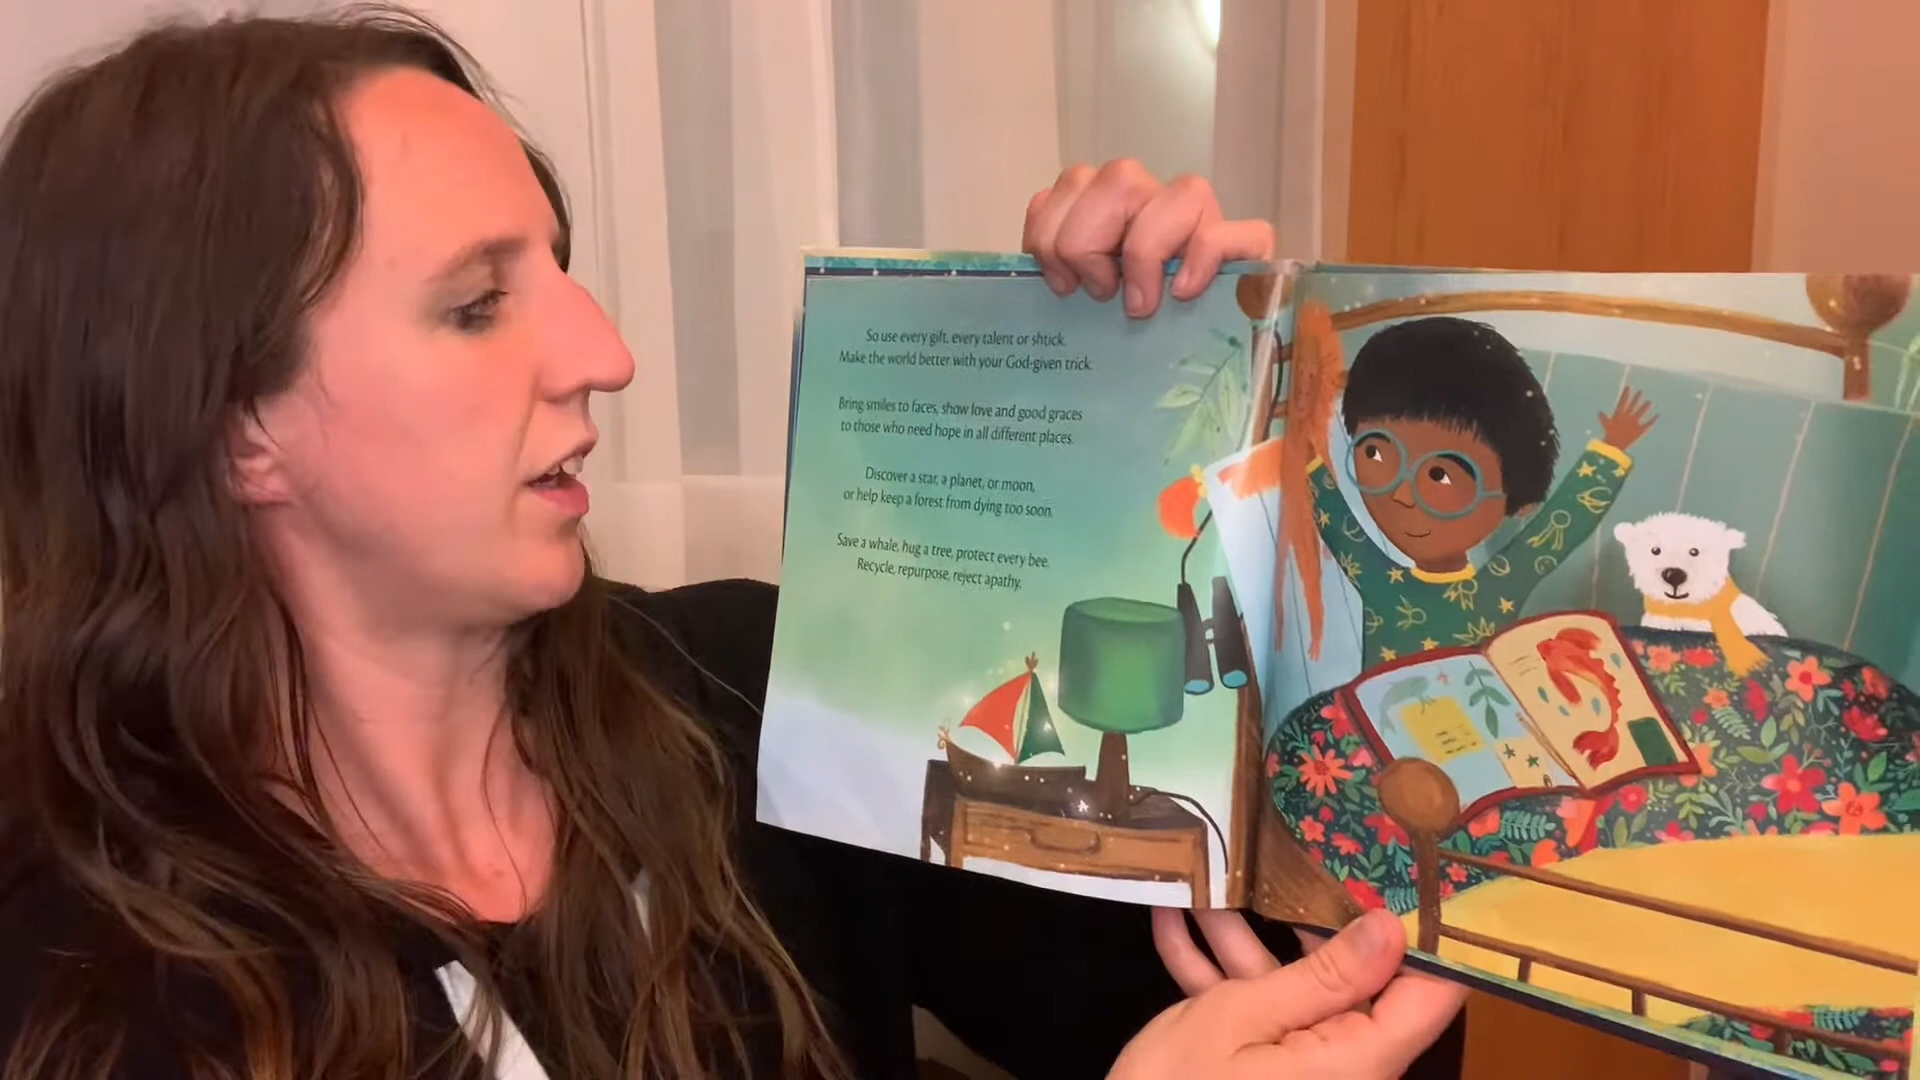 So use every gift, every talent or shtick.
Make the world better with your God-given trick.
Bring smiles to faces, show love and good graces
to those who need hope in all different places.
Discover a star, a planet, or moon,
or help keep a forest from dying too soon.
Save a whale, hug a tree, protect every bee.
Recycle, repurpose, reject apathy.